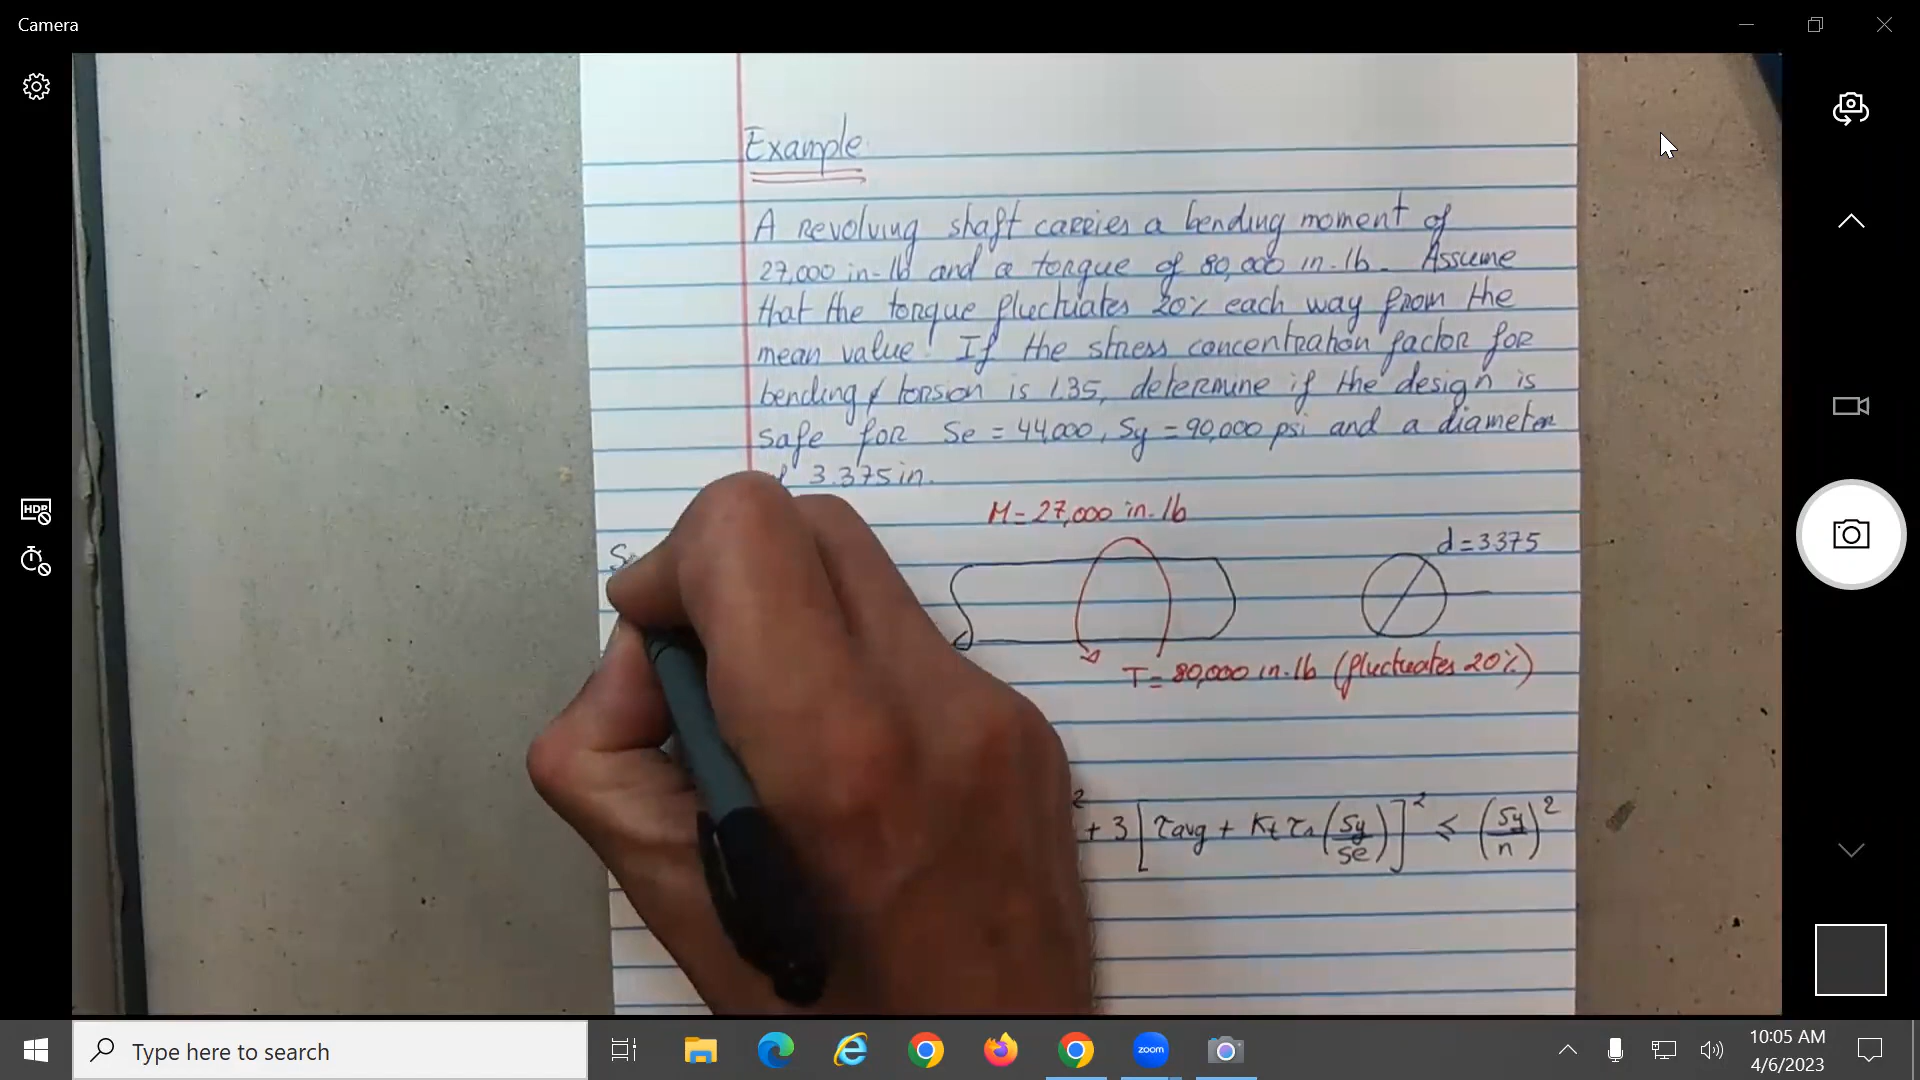 Camera
Example
A revolving shaft carries a bending moment of
27,000 in-lb and a torque of 80,000 in.lb. Assume
that the torque fluctuates 20% each way from the
mean value. If the stress concentration factor for
bending & torsion is 1.35, determine if the design is
safe for Se = 44,000, Sy = 90,000 psi and a diameter
3.375 in.
M = 27,000 in.lb
d = 3.375
T = 80,000 in.lb (fluctuates 20%)
2 + 3 [τavg + Kt τa (Sy/Se)]² ≤ (Sy/n)²
HDR
Type here to search
zoom
10:05 AM
4/6/2023